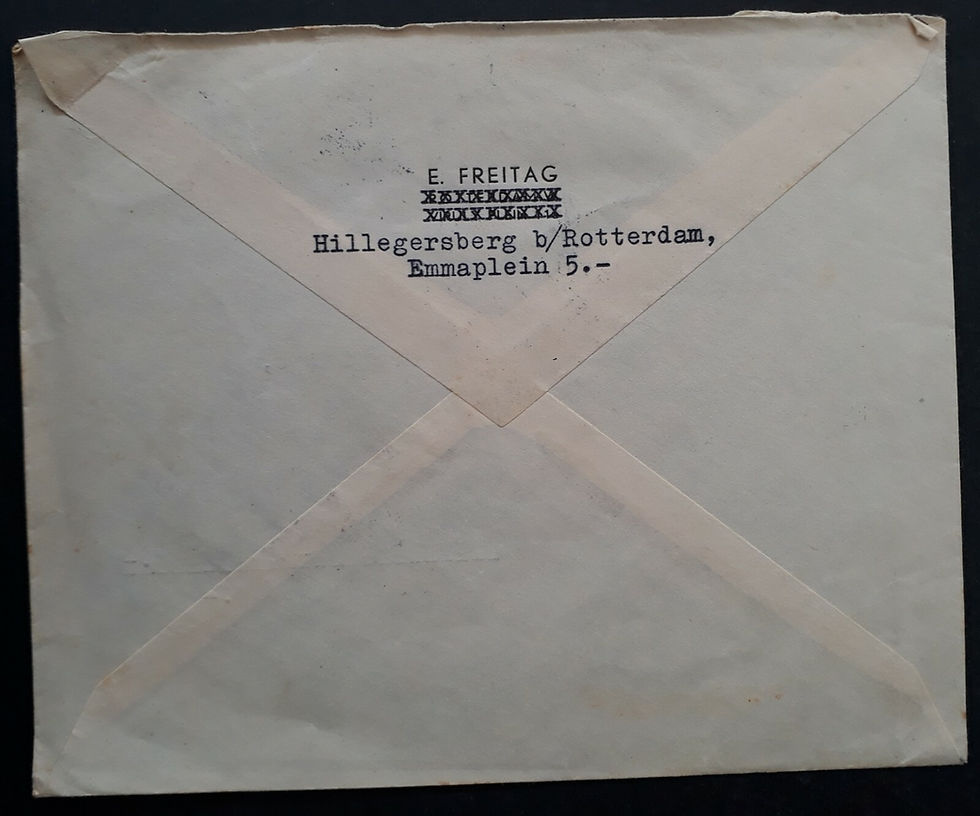 E. FREITAG
Hillegersberg b/Rotterdam,
Emmaplein 5.-